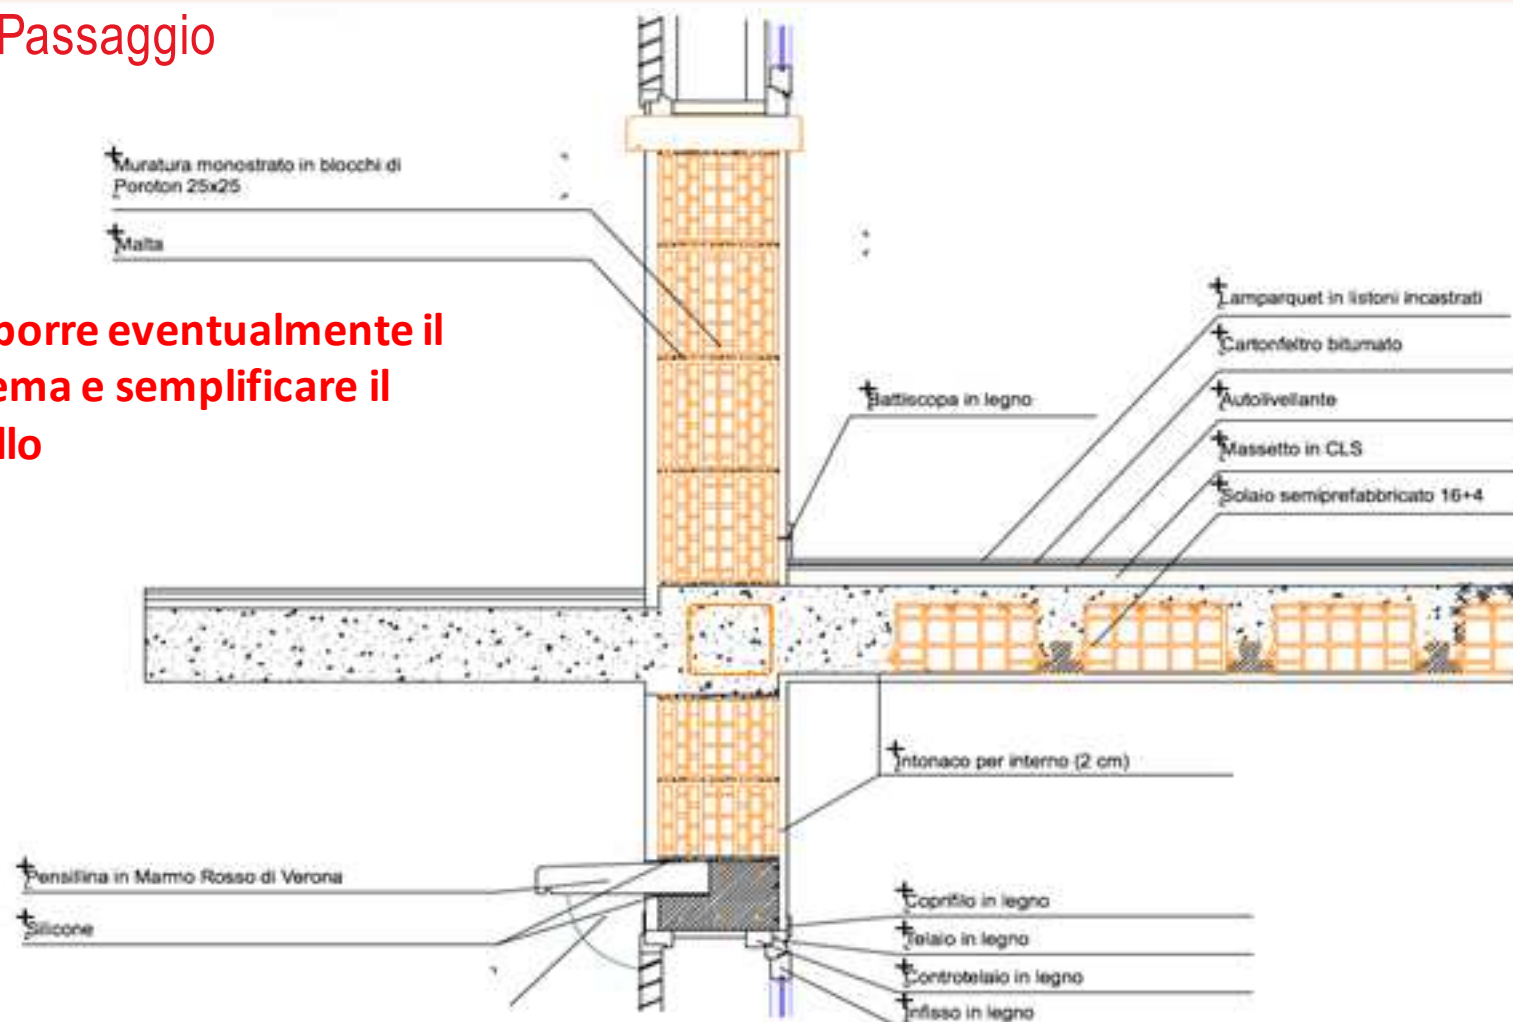 Passaggio
Muratura monostrato in blocchi di
Poroton 25x25
Malta
porre eventualmente il
ema e semplificare il
llo
Lamparquet in listoni incastrati
Cartonfeltro bitumato
Battiscopa in legno
Autolivellante
Massetto in CLS
Solaio semiprefabbricato 16+4
Intonaco per interno (2 cm)
Pensillina in Marmo Rosso di Verona
Silicone
Coprifilo in legno
Telaio in legno
Controtelaio in legno
Infisso in legno